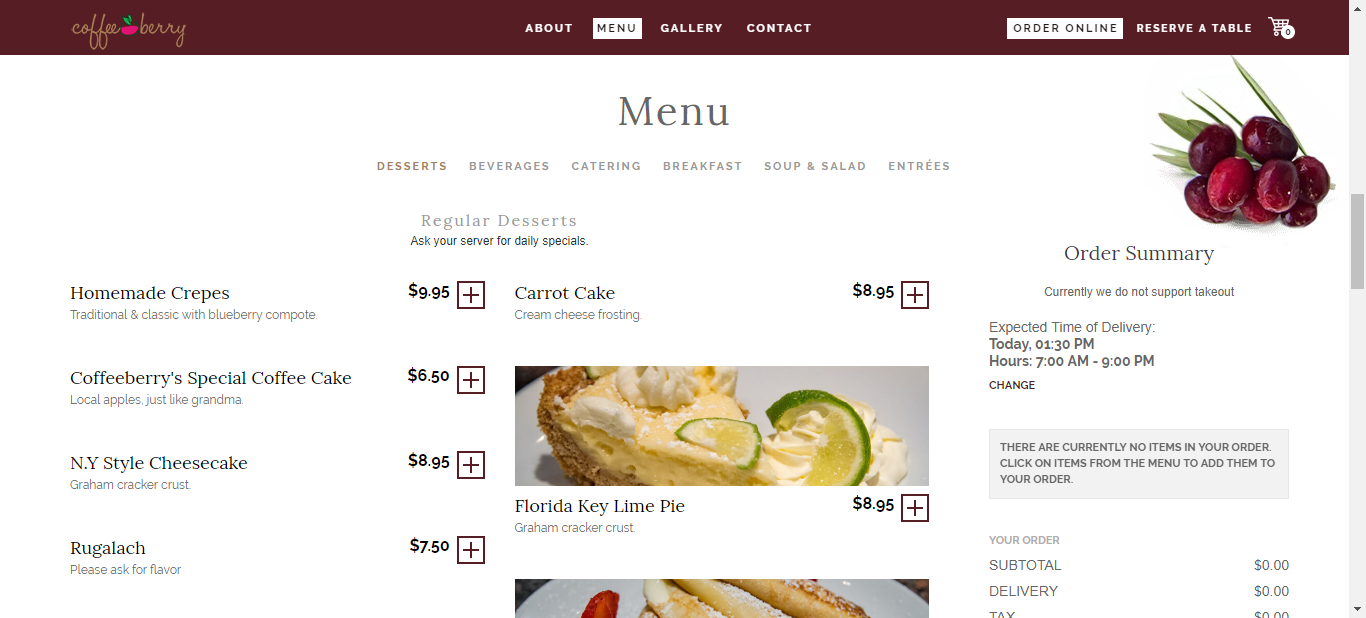 coffee berry
ABOUT
MENU
GALLERY
CONTACT
ORDER ONLINE
RESERVE A TABLE
0
Menu
DESSERTS
BEVERAGES
CATERING
BREAKFAST
SOUP & SALAD
ENTRÉES
Regular Desserts
Ask your server for daily specials.
Homemade Crepes
$9.95
Traditional & classic with blueberry compote.
Coffeeberry's Special Coffee Cake
$6.50
Local apples, just like grandma.
N.Y Style Cheesecake
$8.95
Graham cracker crust.
Rugalach
$7.50
Please ask for flavor
Carrot Cake
$8.95
Cream cheese frosting.
Florida Key Lime Pie
$8.95
Graham cracker crust.
Order Summary
Currently we do not support takeout
Expected Time of Delivery:
Today, 01:30 PM
Hours: 7:00 AM - 9:00 PM
CHANGE
THERE ARE CURRENTLY NO ITEMS IN YOUR ORDER.
CLICK ON ITEMS FROM THE MENU TO ADD THEM TO
YOUR ORDER.
YOUR ORDER
SUBTOTAL
$0.00
DELIVERY
$0.00
TAX
$0.00